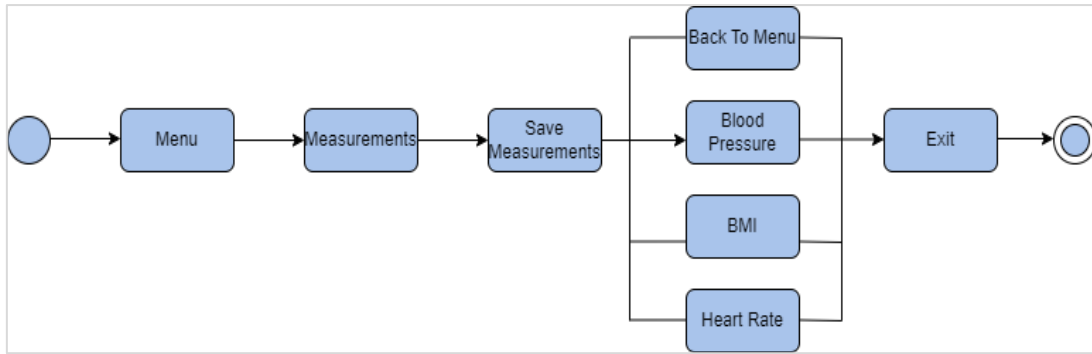 Menu
Measurements
Save
Measurements
Back To Menu
Blood
Pressure
BMI
Heart Rate
Exit